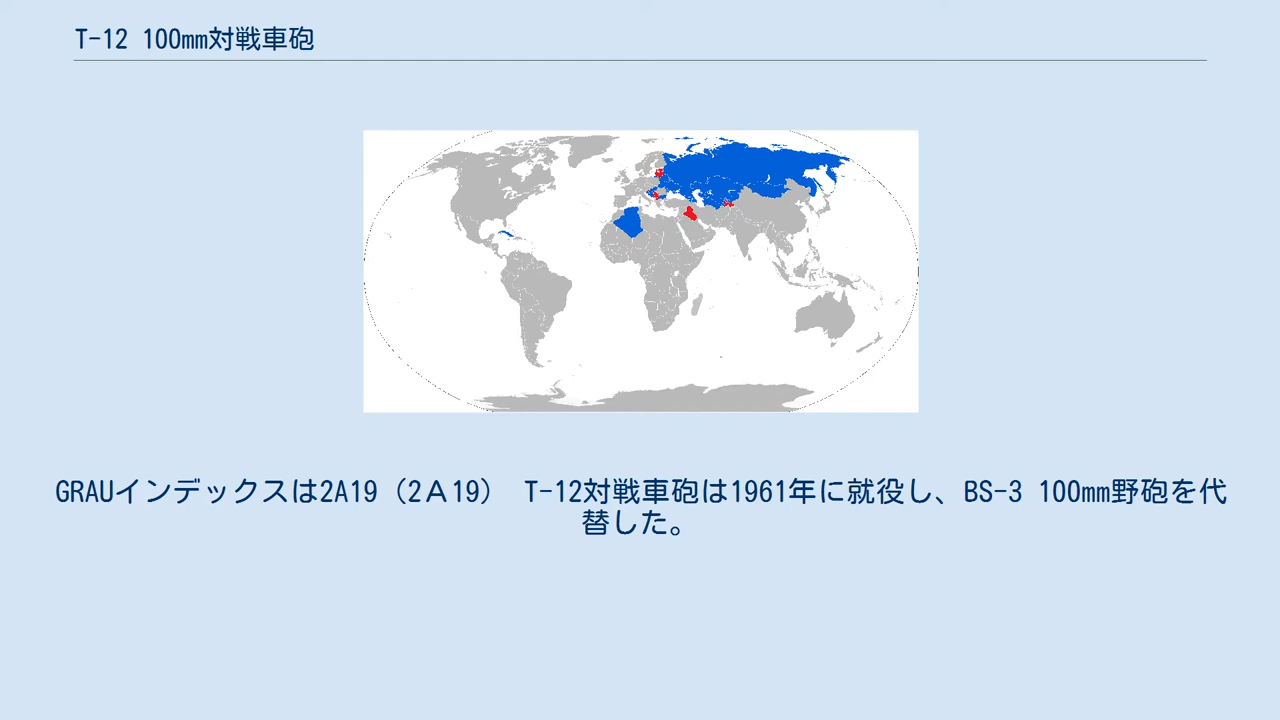 T-12 100mm対戦車砲
GRAUインデックスは2A19（2Ａ19） T-12対戦車砲は1961年に就役し、BS-3 100mm野砲を代
替した。